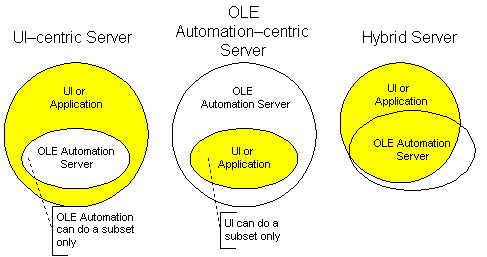 UI–centric Server
UI or
Application
OLE Automation
Server
OLE Automation
can do a subset
only
OLE
Automation–centric
Server
OLE
Automation Server
UI or
Application
UI can do a
subset only
Hybrid Server
UI or
Application
OLE Automation
Server